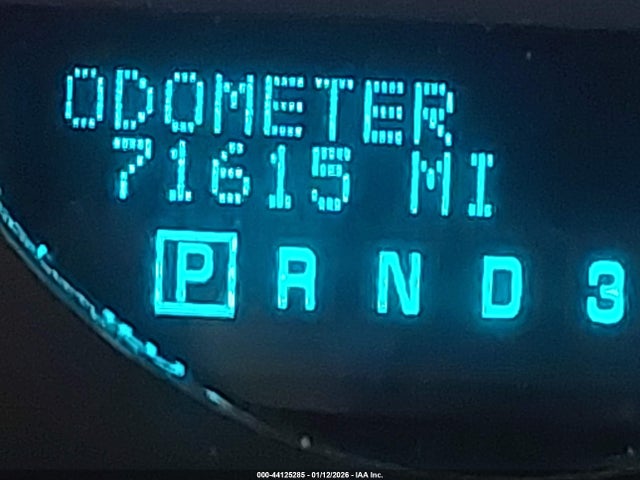 ODOMETER
71615 MI
P R N D 3
000-44125285 - 01/12/2026 - IAA Inc.